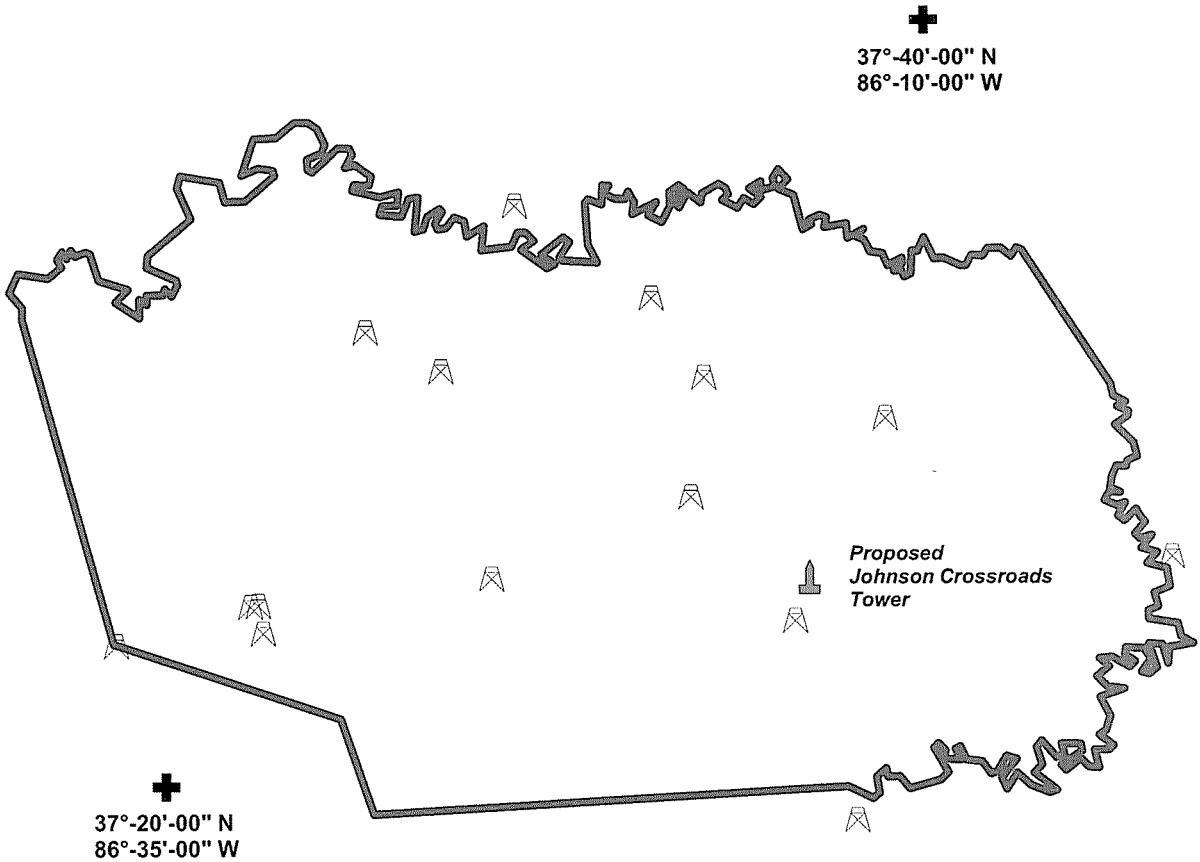 37°-40'-00" N
86°-10'-00" W
Proposed
Johnson Crossroads
Tower
37°-20'-00" N
86°-35'-00" W